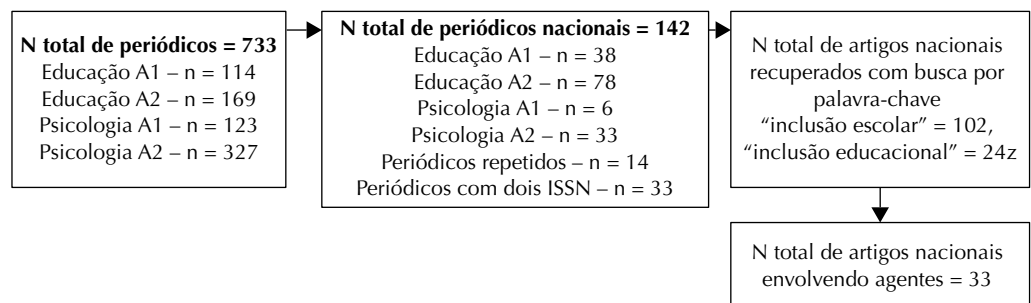 N total de periódicos = 733
Educação A1 – n = 114
Educação A2 – n = 169
Psicologia A1 – n = 123
Psicologia A2 – n = 327
N total de periódicos nacionais = 142
Educação A1 – n = 38
Educação A2 – n = 78
Psicologia A1 – n = 6
Psicologia A2 – n = 33
Periódicos repetidos – n = 14
Periódicos com dois ISSN – n = 33
N total de artigos nacionais
recuperados com busca por
palavra-chave
“inclusão escolar” = 102,
“inclusão educacional” = 24z
N total de artigos nacionais
envolvendo agentes = 33